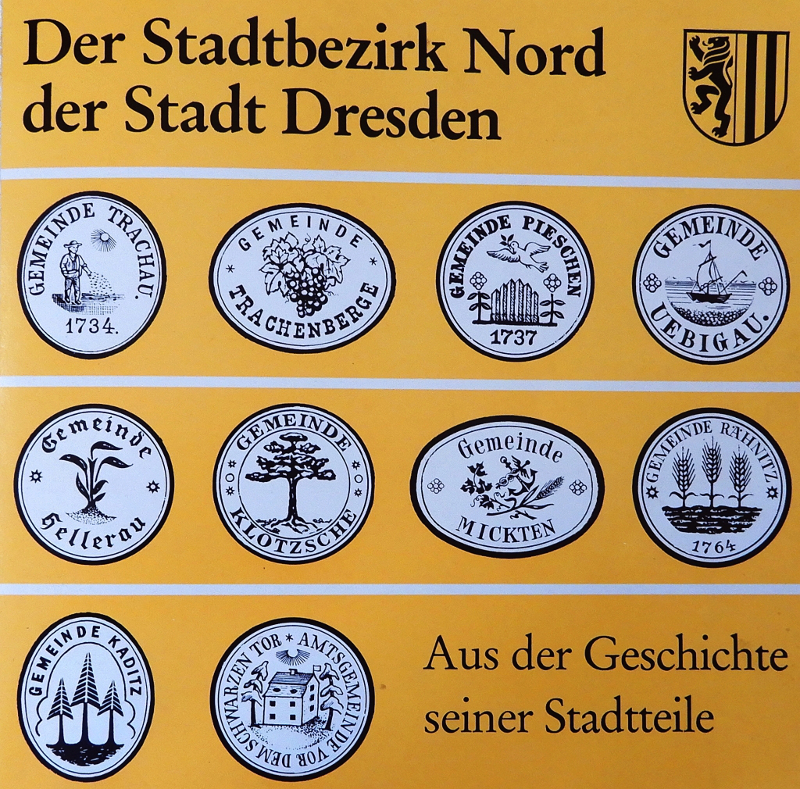 Der Stadtbezirk Nord
der Stadt Dresden
GEMEINDE TRACHAU.
1734.
GEMEINDE
TRACHENBERGE
GEMEINDE PIESCHEN
1737
GEMEINDE
UEBIGAU.
Gemeinde
Hellerau
GEMEINDE
KLOTZSCHE
Gemeinde
MICKTEN
GEMEINDE RÄHNITZ
1764
GEMEINDE KADITZ
AMTSGEMEINDE VOR DEM SCHWARZEN TOR *
Aus der Geschichte
seiner Stadtteile